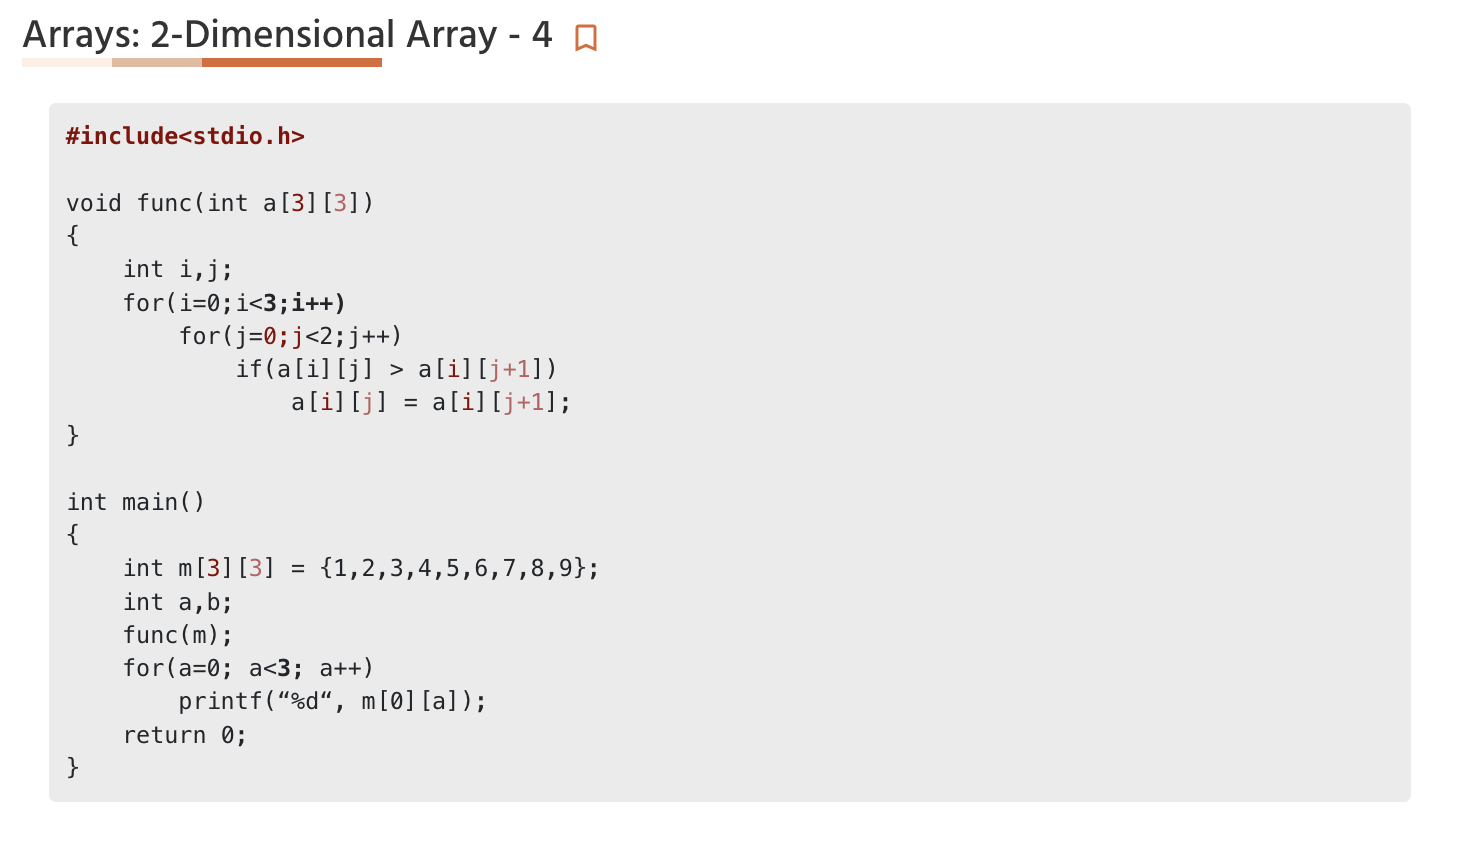 Arrays: 2-Dimensional Array - 4
#include<stdio.h>
void func(int a[3][3])
{
    int i,j;
    for(i=0;i<3;i++)
        for(j=0;j<2;j++)
            if(a[i][j] > a[i][j+1])
                a[i][j] = a[i][j+1];
}
int main()
{
    int m[3][3] = {1,2,3,4,5,6,7,8,9};
    int a,b;
    func(m);
    for(a=0; a<3; a++)
        printf(“%d“, m[0][a]);
    return 0;
}